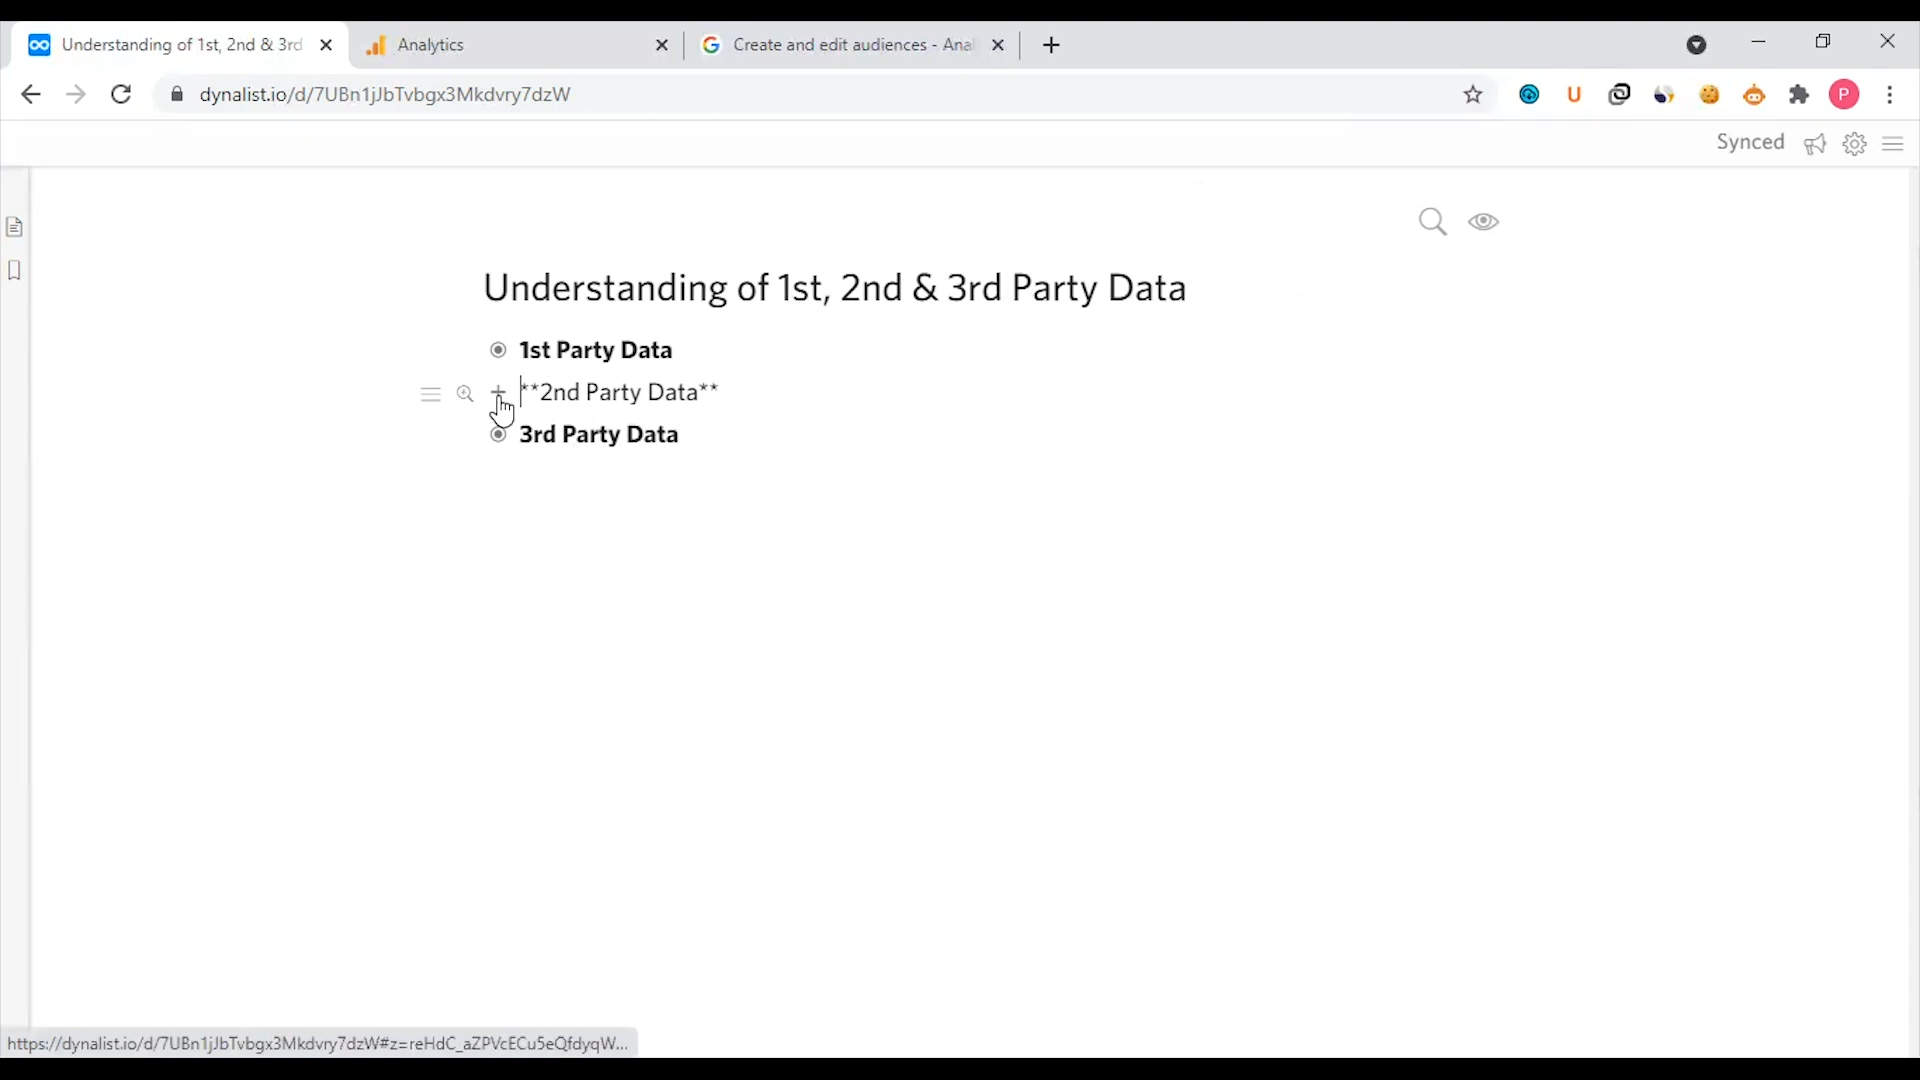 Understanding of 1st, 2nd & 3rd
Analytics
Create and edit audiences - Anal
dynalist.io/d/7UBn1jJbTvbgx3Mkdvry7dzW
U
P
Synced
Understanding of 1st, 2nd & 3rd Party Data
1st Party Data
**2nd Party Data**
3rd Party Data
https://dynalist.io/d/7UBn1jJbTvbgx3Mkdvry7dzW#z=reHdC_aZPVcECu5eQfdyqW...